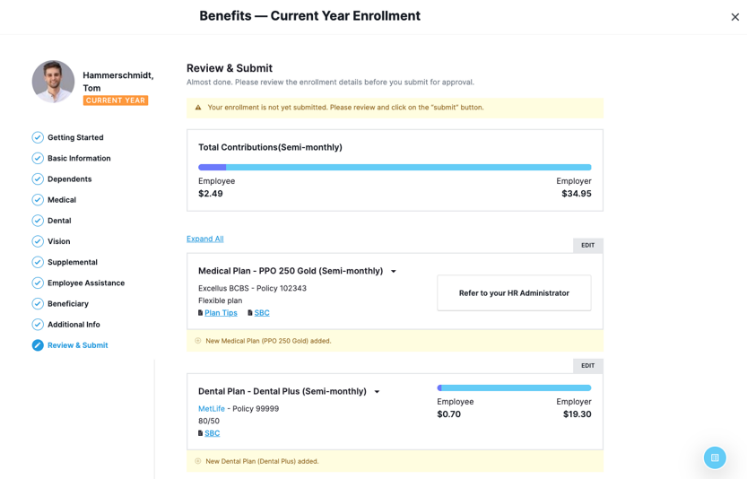 Benefits — Current Year Enrollment
Hammerschmidt,
Tom
CURRENT YEAR
Getting Started
Basic Information
Dependents
Medical
Dental
Vision
Supplemental
Employee Assistance
Beneficiary
Additional Info
Review & Submit
Review & Submit
Almost done. Please review the enrollment details before you submit for approval.
Your enrollment is not yet submitted. Please review and click on the "submit" button.
Total Contributions(Semi-monthly)
Employee Employer
$2.49 $34.95
Expand All
EDIT
Medical Plan - PPO 250 Gold (Semi-monthly)
Excellus BCBS - Policy 102343
Flexible plan
Plan Tips SBC
Refer to your HR Administrator
New Medical Plan (PPO 250 Gold) added.
EDIT
Dental Plan - Dental Plus (Semi-monthly)
MetLife - Policy 99999
80/50
SBC
Employee Employer
$0.70 $19.30
New Dental Plan (Dental Plus) added.